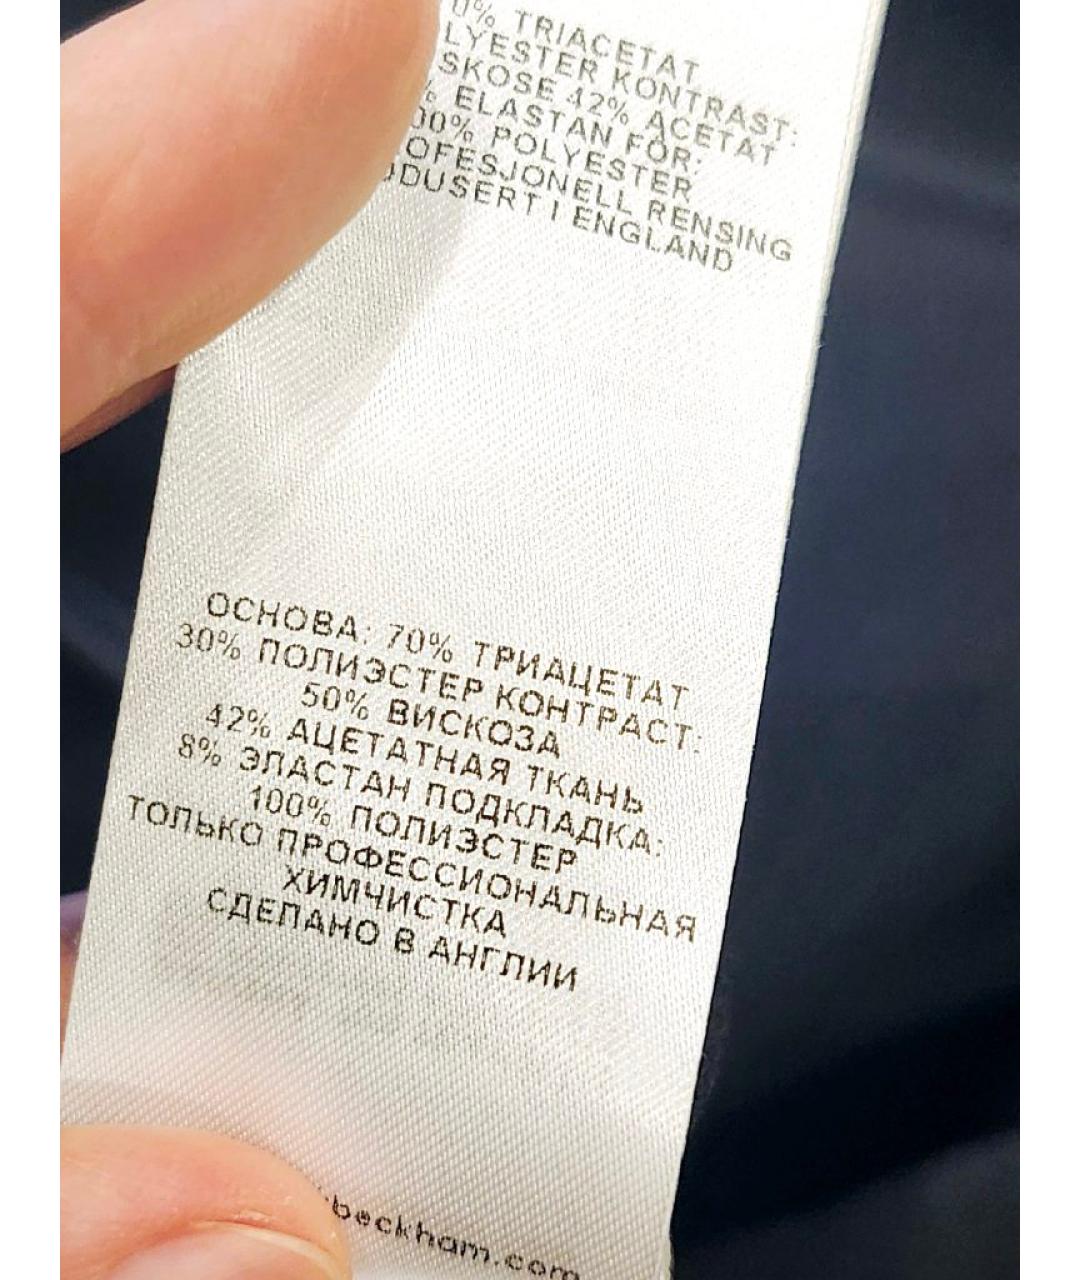 0% TRIACETAT
LYESTER KONTRAST:
SKOSE 42% ACETAT
% ELASTAN FÔR:
00% POLYESTER
OFESJONELL RENSING
DUSERT I ENGLAND
ОСНОВА: 70% ТРИАЦЕТАТ
30% ПОЛИЭСТЕР КОНТРАСТ:
50% ВИСКОЗА
42% АЦЕТАТНАЯ ТКАНЬ
8% ЭЛАСТАН ПОДКЛАДКА:
100% ПОЛИЭСТЕР
ТОЛЬКО ПРОФЕССИОНАЛЬНАЯ
ХИМЧИСТКА
СДЕЛАНО В АНГЛИИ
beckham.com